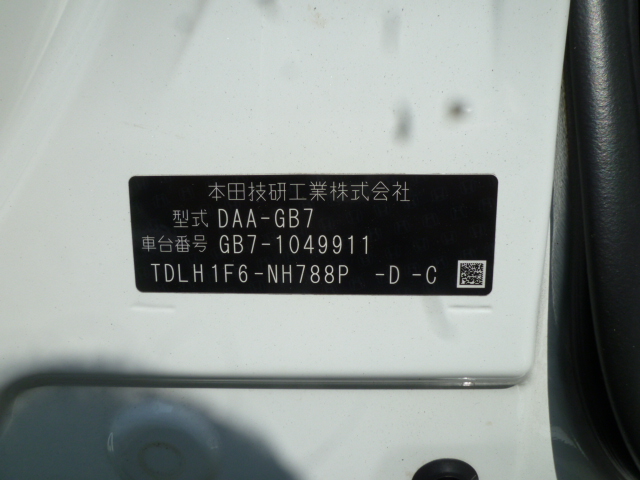 本田技研工業株式会社
型式 DAA-GB7
車台番号 GB7-1049911
TDLH1F6-NH788P -D -C